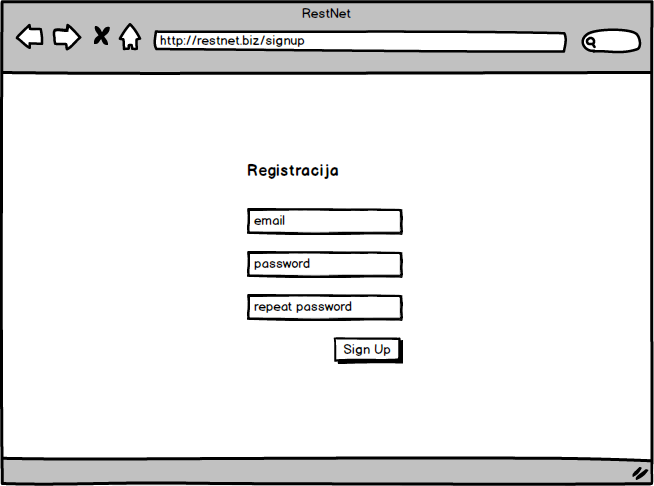 RestNet
http://restnet.biz/signup
Registracija
email
password
repeat password
Sign Up